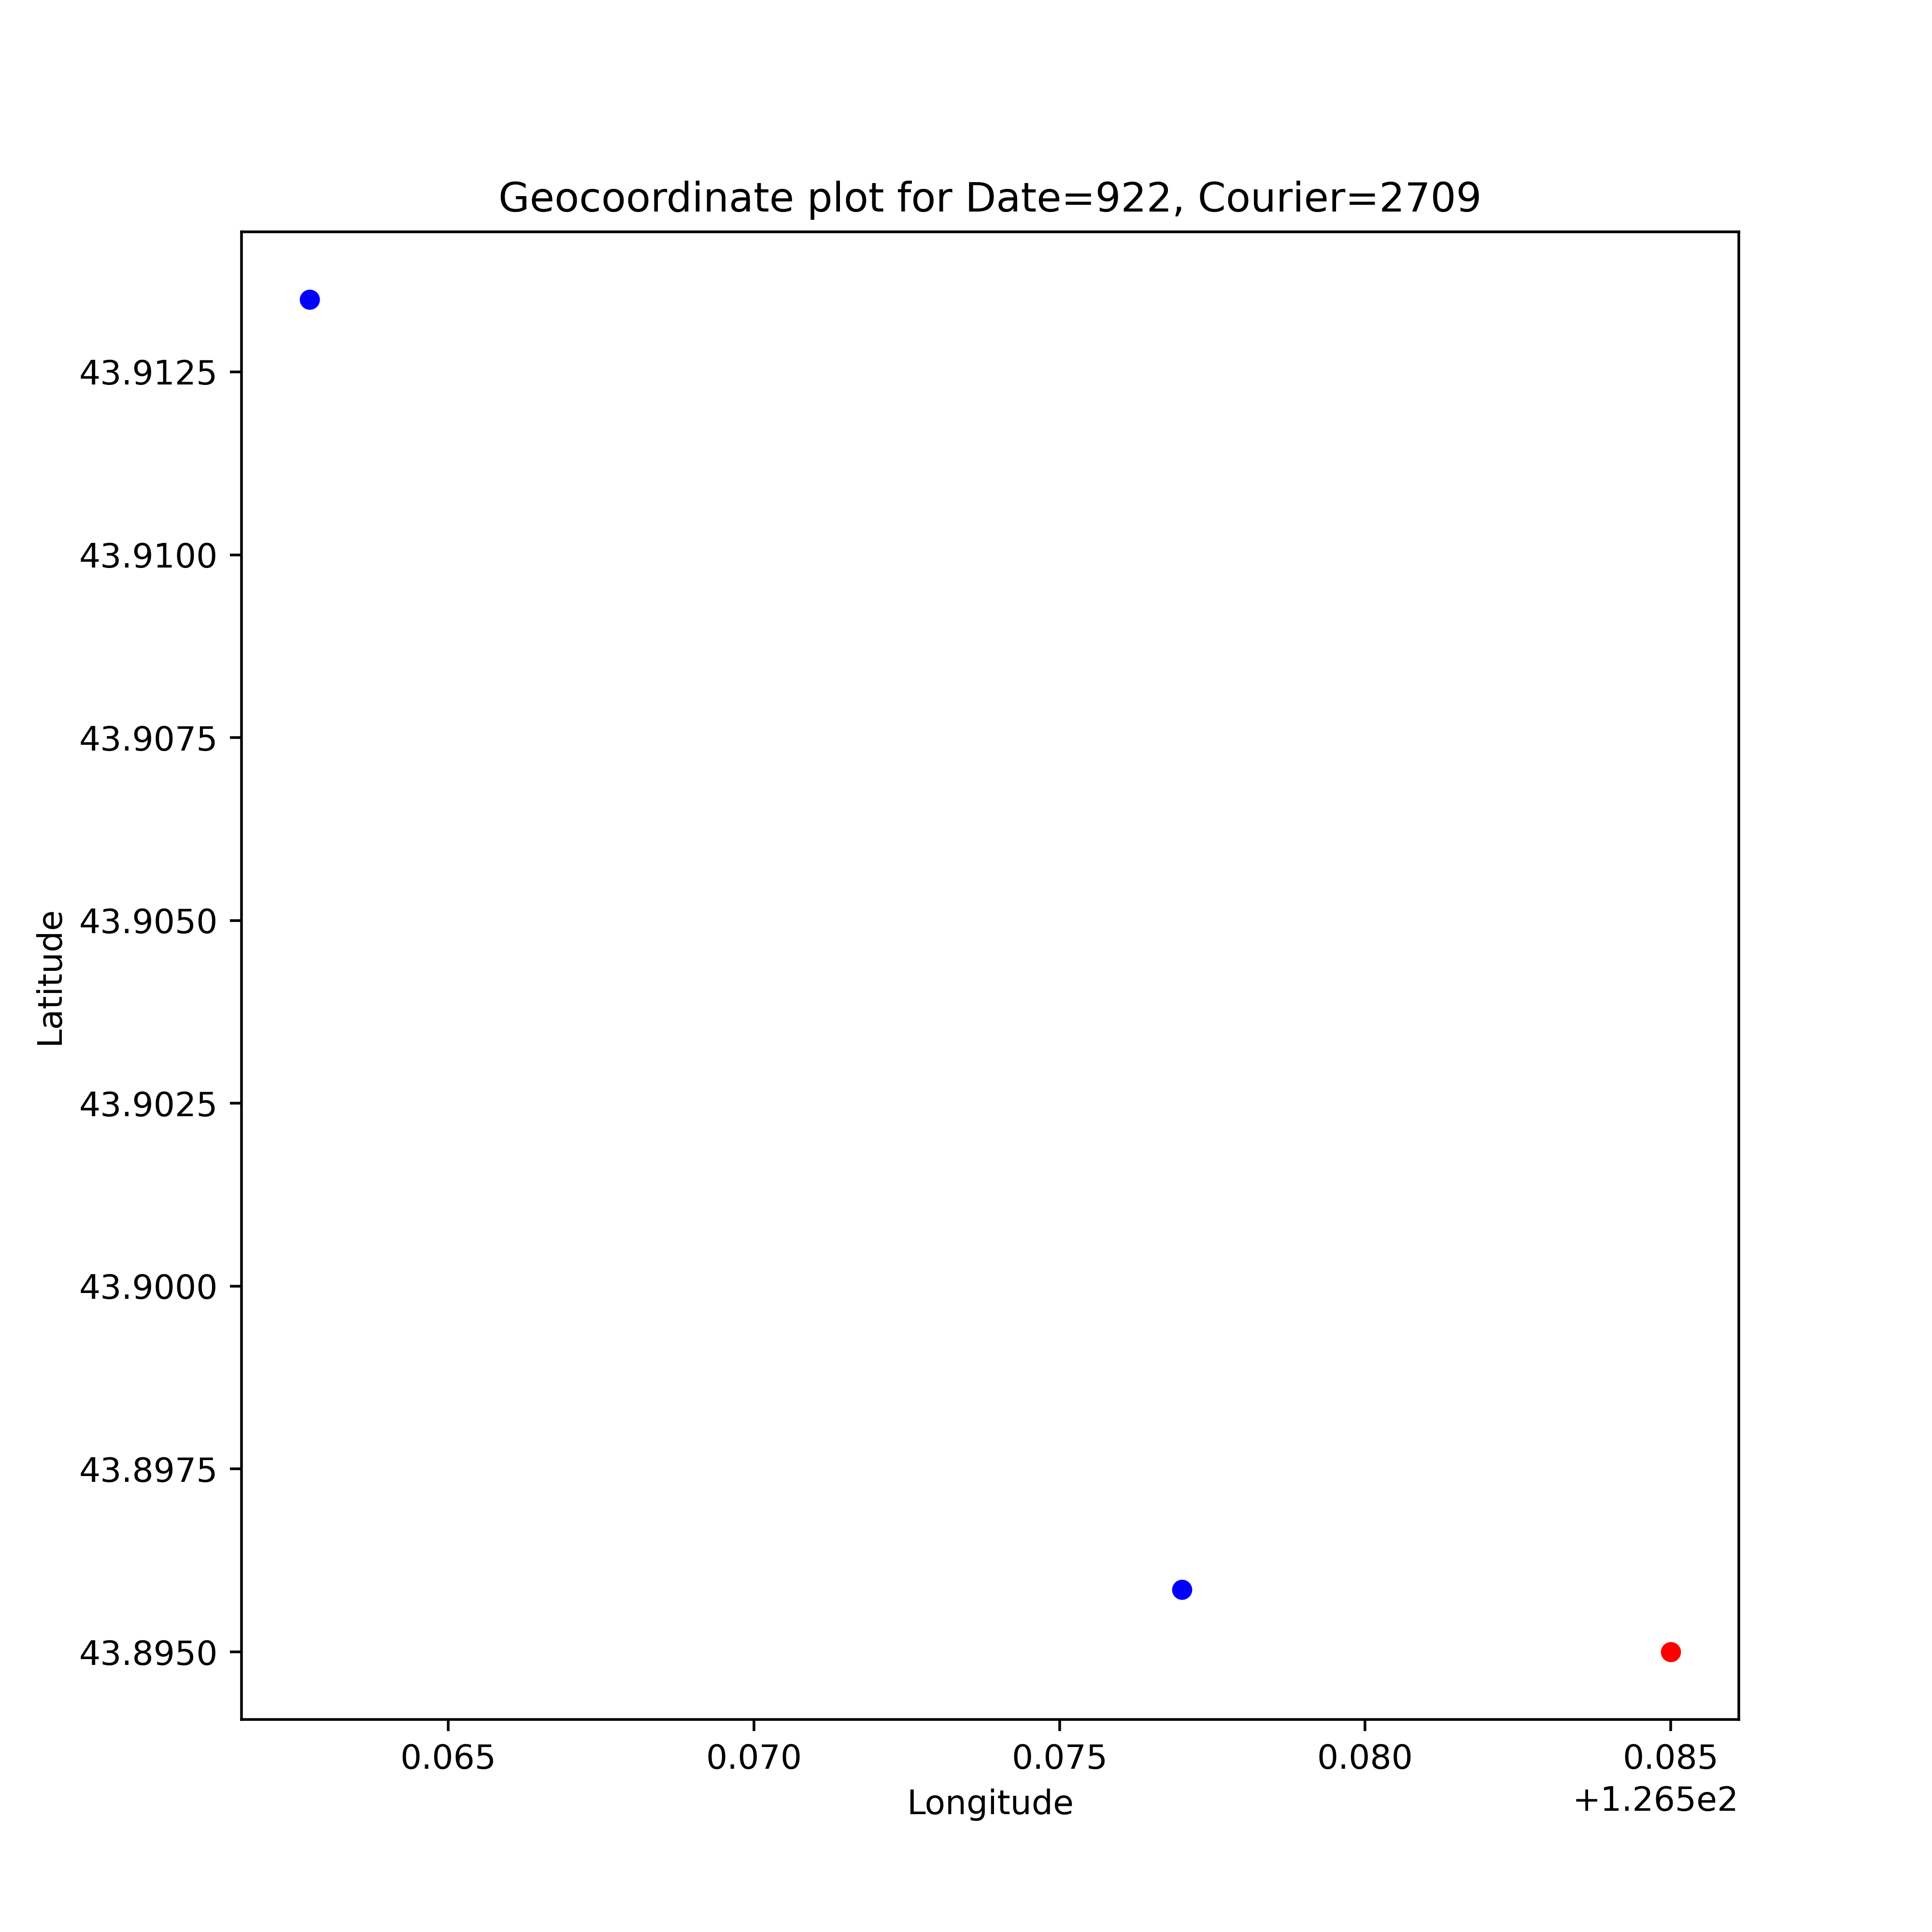 Geocoordinate plot for Date=922, Courier=2709
43.9125
43.9100
43.9075
43.9050
43.9025
43.9000
43.8975
43.8950
Latitude
0.065 0.070 0.075 0.080 0.085
+1.265e2
Longitude